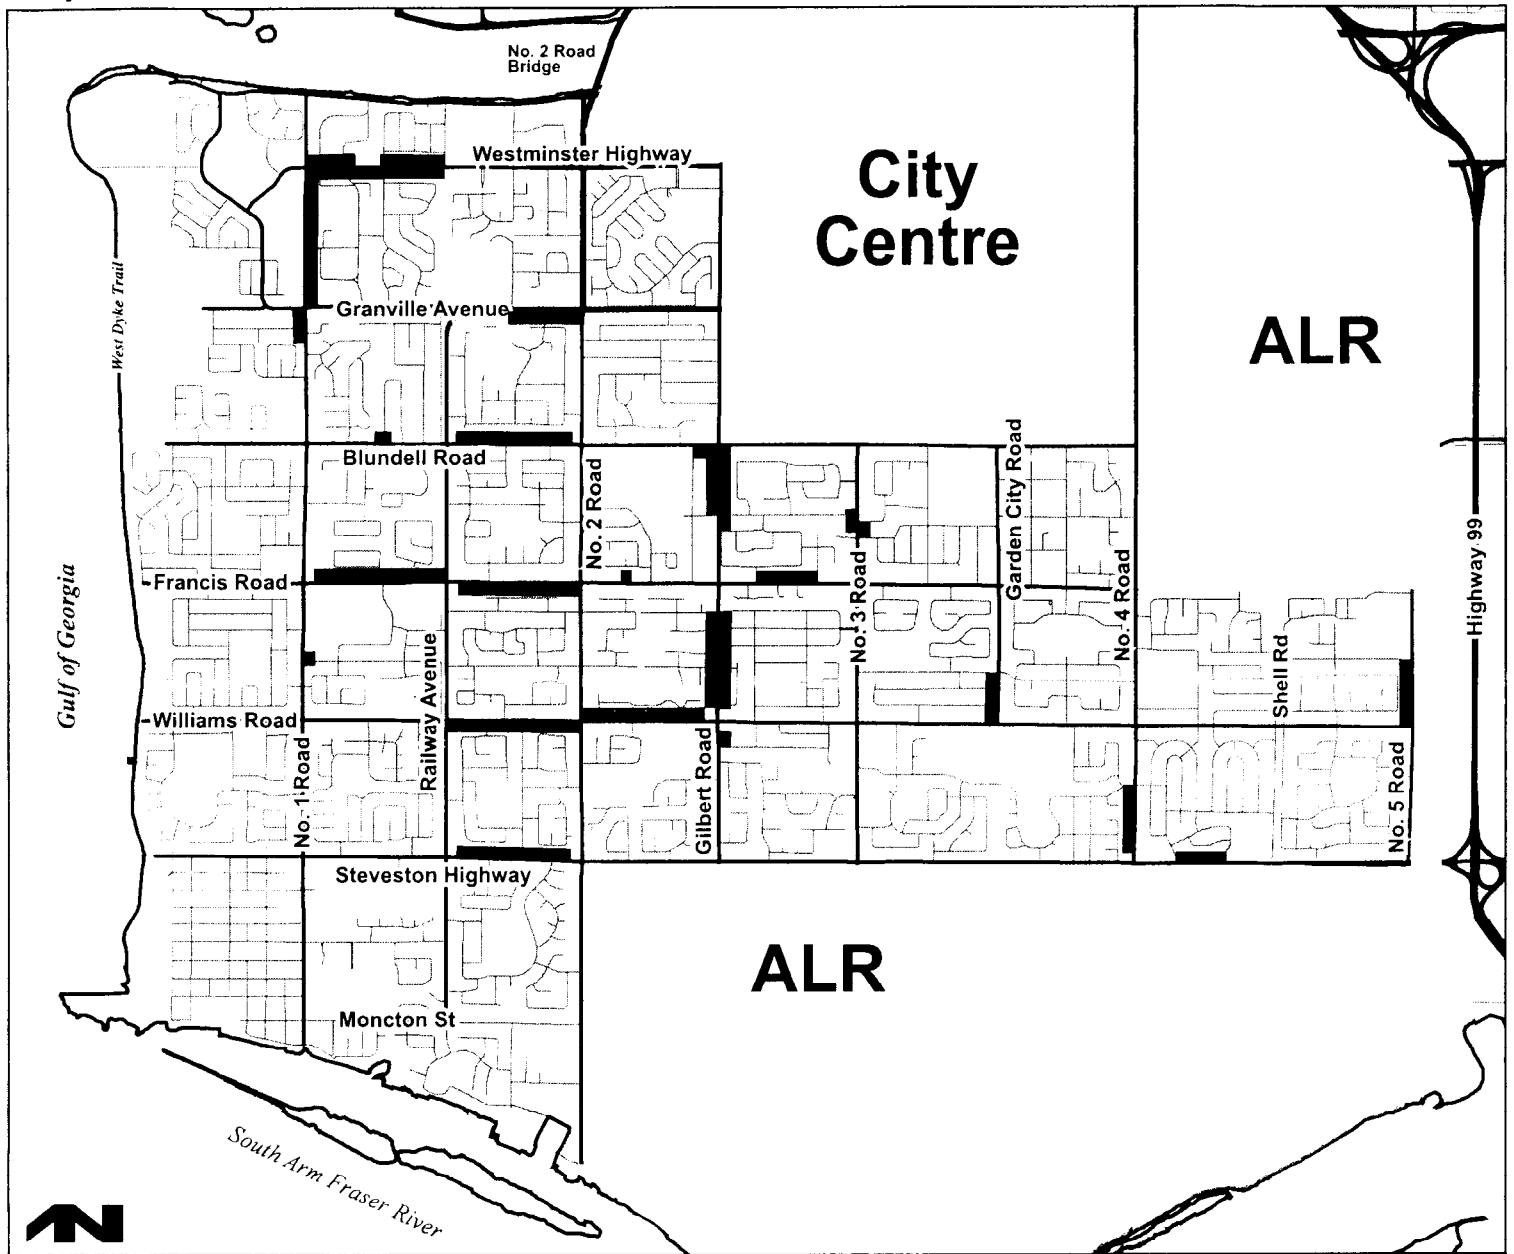 No. 2 Road
Bridge
Westminster Highway
City
Centre
West Dyke Trail
Granville Avenue
ALR
Blundell Road
No. 2 Road
Garden City Road
Highway 99
Francis Road
No. 3 Road
No. 4 Road
Gulf of Georgia
Railway Avenue
Shell Rd
Williams Road
No. 1 Road
Gilbert Road
No. 5 Road
Steveston Highway
ALR
Moncton St
South Arm Fraser River
N